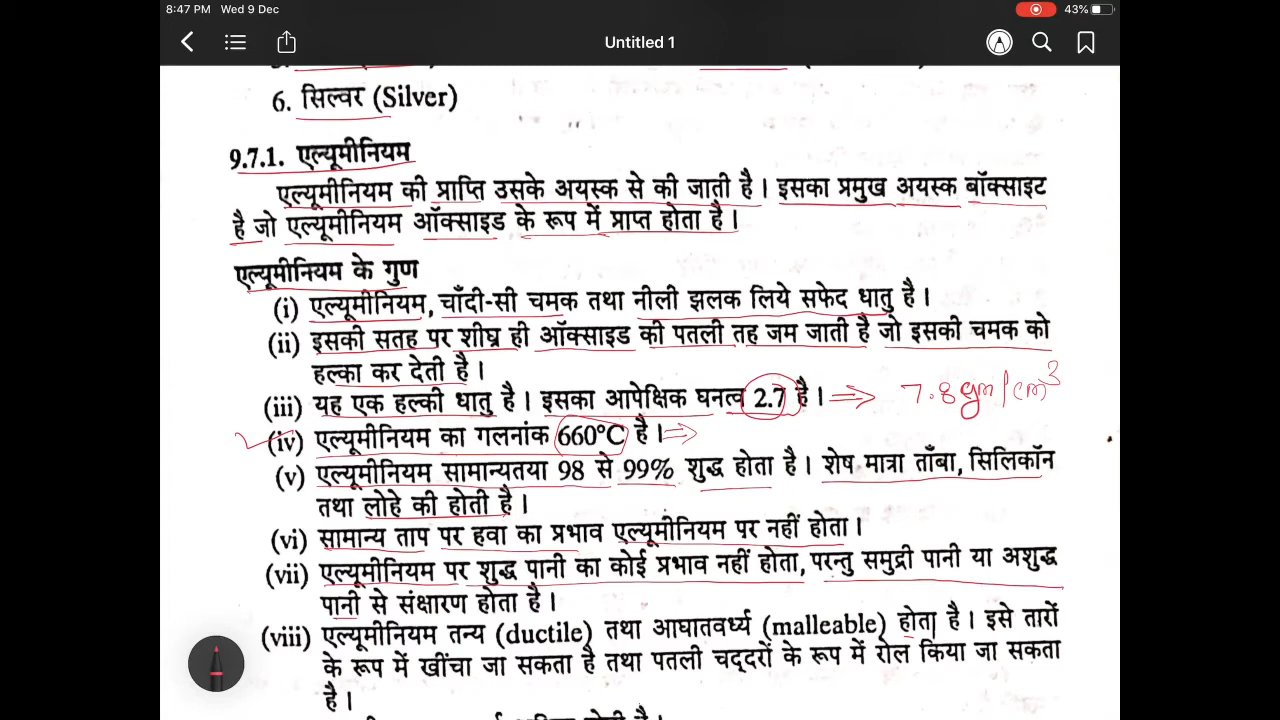 8:47 PM Wed 9 Dec
43%
Untitled 1
6. सिल्वर (Silver)
9.7.1. एल्यूमीनियम
एल्यूमीनियम की प्राप्ति उसके अयस्क से की जाती है। इसका प्रमुख अयस्क बॉक्साइट
है जो एल्यूमीनियम ऑक्साइड के रूप में प्राप्त होता है।
एल्यूमीनियम के गुण
(i) एल्यूमीनियम, चाँदी-सी चमक तथा नीली झलक लिये सफेद धातु है।
(ii) इसकी सतह पर शीघ्र ही ऑक्साइड की पतली तह जम जाती है जो इसकी चमक को
हल्का कर देती है।
(iii) यह एक हल्की धातु है। इसका आपेक्षिक घनत्व 2.7 है। ⇒ 7.8 gm/cm³
(iv) एल्यूमीनियम का गलनांक 660°C है। ⇒
(v) एल्यूमीनियम सामान्यतया 98 से 99% शुद्ध होता है। शेष मात्रा ताँबा, सिलिकॉन
तथा लोहे की होती है।
(vi) सामान्य ताप पर हवा का प्रभाव एल्यूमीनियम पर नहीं होता।
(vii) एल्यूमीनियम पर शुद्ध पानी का कोई प्रभाव नहीं होता, परन्तु समुद्री पानी या अशुद्ध
पानी से संक्षारण होता है।
(viii) एल्यूमीनियम तन्य (ductile) तथा आघातवर्ध्य (malleable) होता है। इसे तारों
के रूप में खींचा जा सकता है तथा पतली चद्दरों के रूप में रोल किया जा सकता
है।